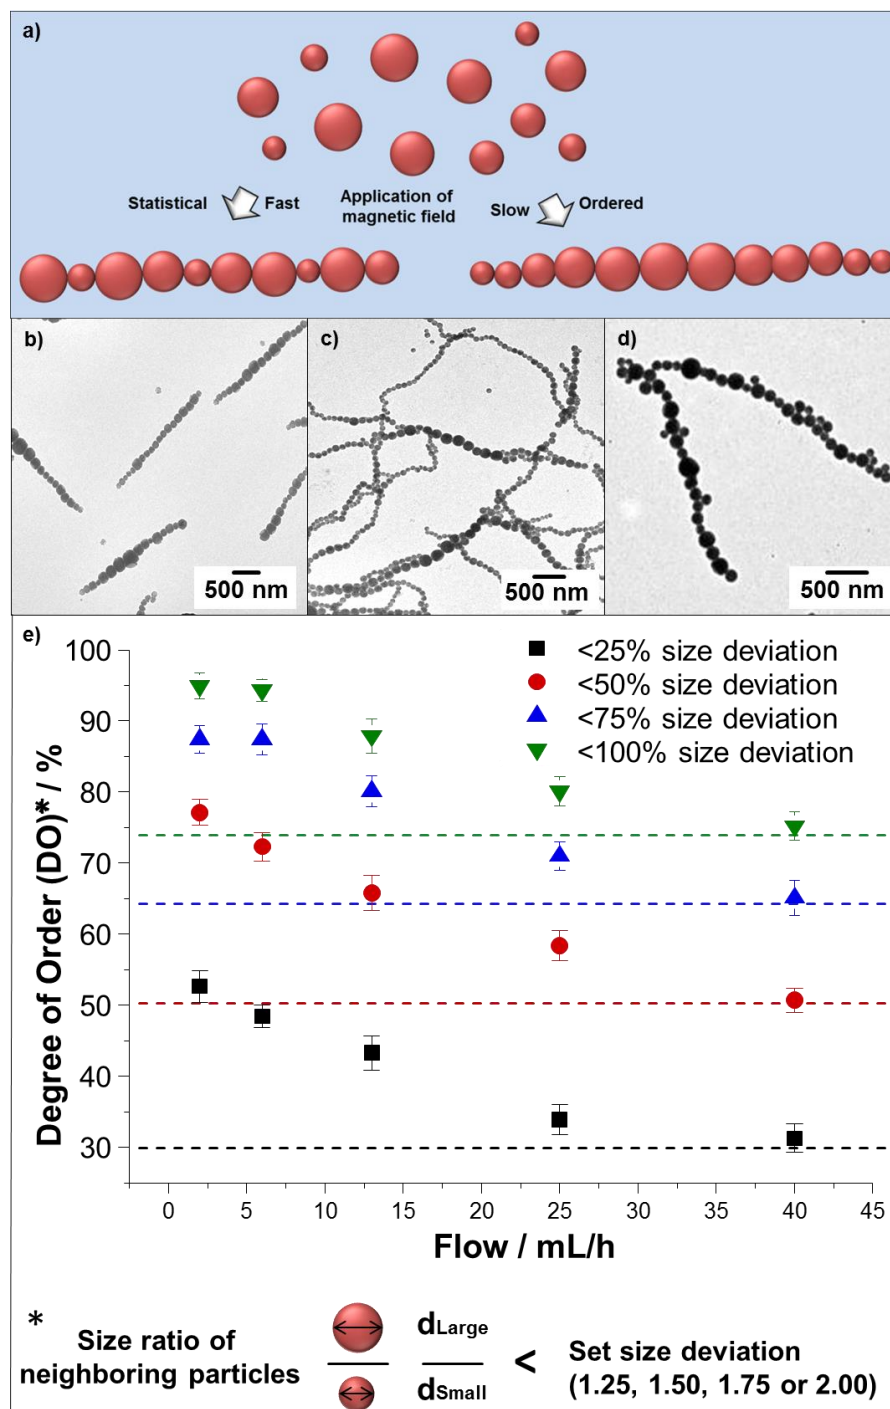 a)
Statistical
Fast
Application of
magnetic field
Slow
Ordered
b)
c)
d)
500 nm
500 nm
500 nm
e)
<25% size deviation
<50% size deviation
<75% size deviation
<100% size deviation
Degree of Order (DO)* / %
100
90
80
70
60
50
40
30
0
5
10
15
20
25
30
35
40
45
Flow / mL/h
*
Size ratio of
neighboring particles
dLarge
dSmall
<
Set size deviation
(1.25, 1.50, 1.75 or 2.00)